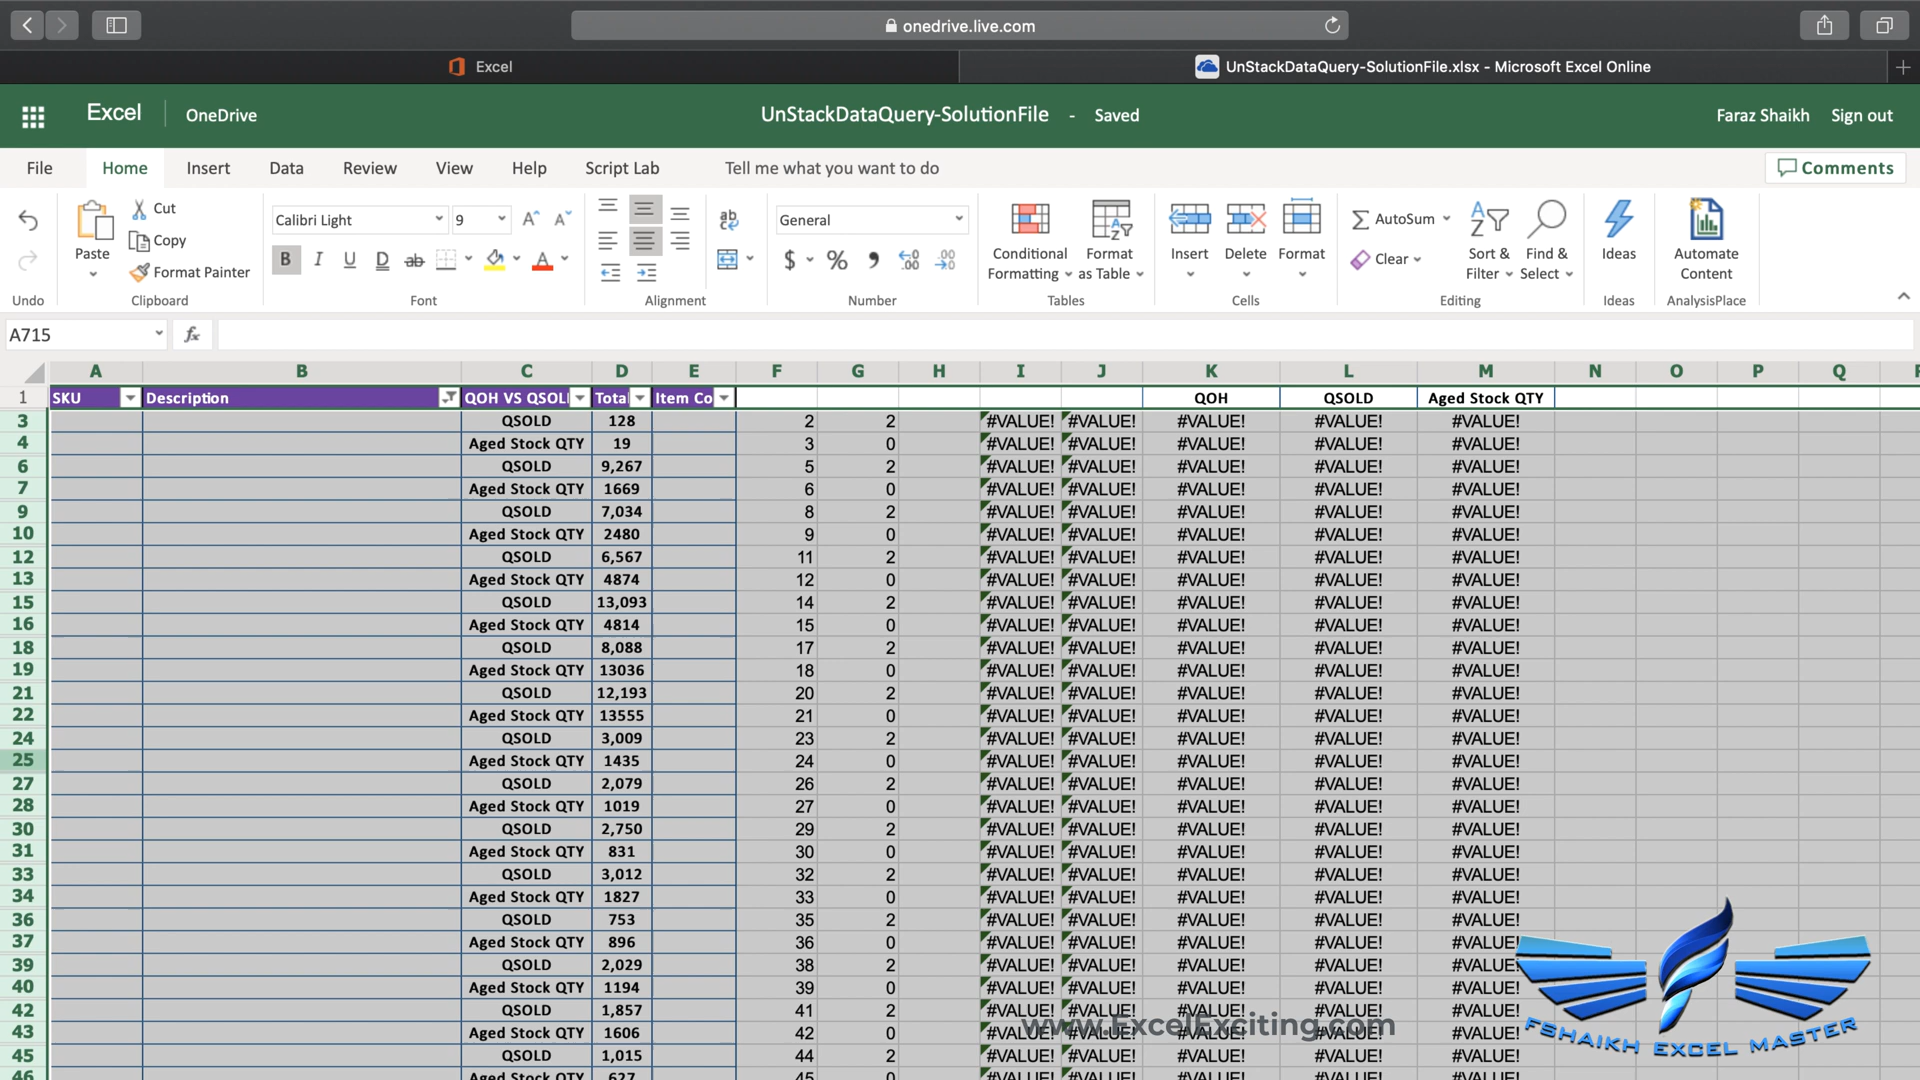 onedrive.live.com
Excel
UnStackDataQuery-SolutionFile.xlsx - Microsoft Excel Online
Excel OneDrive
UnStackDataQuery-SolutionFile - Saved
Faraz Shaikh Sign out
File Home Insert Data Review View Help Script Lab Tell me what you want to do
Comments
Paste Cut
Copy
Format Painter
Calibri Light 9
General
Conditional Formatting
Format as Table
Insert Delete Format
AutoSum
Clear
Sort & Filter
Find & Select
Ideas
Automate Content
Undo Clipboard Font Alignment Number Tables Cells Editing Ideas AnalysisPlace
A715 fx
A B C D E F G H I J K L M N O P Q
1 SKU Description QOH VS QSOL Tota Item Co QOH QSOLD Aged Stock QTY
3 QSOLD 128 2 2 #VALUE! #VALUE! #VALUE! #VALUE! #VALUE!
4 Aged Stock QTY 19 3 0 #VALUE! #VALUE! #VALUE! #VALUE! #VALUE!
6 QSOLD 9,267 5 2 #VALUE! #VALUE! #VALUE! #VALUE! #VALUE!
7 Aged Stock QTY 1669 6 0 #VALUE! #VALUE! #VALUE! #VALUE! #VALUE!
9 QSOLD 7,034 8 2 #VALUE! #VALUE! #VALUE! #VALUE! #VALUE!
10 Aged Stock QTY 2480 9 0 #VALUE! #VALUE! #VALUE! #VALUE! #VALUE!
12 QSOLD 6,567 11 2 #VALUE! #VALUE! #VALUE! #VALUE! #VALUE!
13 Aged Stock QTY 4874 12 0 #VALUE! #VALUE! #VALUE! #VALUE! #VALUE!
15 QSOLD 13,093 14 2 #VALUE! #VALUE! #VALUE! #VALUE! #VALUE!
16 Aged Stock QTY 4814 15 0 #VALUE! #VALUE! #VALUE! #VALUE! #VALUE!
18 QSOLD 8,088 17 2 #VALUE! #VALUE! #VALUE! #VALUE! #VALUE!
19 Aged Stock QTY 13036 18 0 #VALUE! #VALUE! #VALUE! #VALUE! #VALUE!
21 QSOLD 12,193 20 2 #VALUE! #VALUE! #VALUE! #VALUE! #VALUE!
22 Aged Stock QTY 13555 21 0 #VALUE! #VALUE! #VALUE! #VALUE! #VALUE!
24 QSOLD 3,009 23 2 #VALUE! #VALUE! #VALUE! #VALUE! #VALUE!
25 Aged Stock QTY 1435 24 0 #VALUE! #VALUE! #VALUE! #VALUE! #VALUE!
27 QSOLD 2,079 26 2 #VALUE! #VALUE! #VALUE! #VALUE! #VALUE!
28 Aged Stock QTY 1019 27 0 #VALUE! #VALUE! #VALUE! #VALUE! #VALUE!
30 QSOLD 2,750 29 2 #VALUE! #VALUE! #VALUE! #VALUE! #VALUE!
31 Aged Stock QTY 831 30 0 #VALUE! #VALUE! #VALUE! #VALUE! #VALUE!
33 QSOLD 3,012 32 2 #VALUE! #VALUE! #VALUE! #VALUE! #VALUE!
34 Aged Stock QTY 1827 33 0 #VALUE! #VALUE! #VALUE! #VALUE! #VALUE!
36 QSOLD 753 35 2 #VALUE! #VALUE! #VALUE! #VALUE! #VALUE!
37 Aged Stock QTY 896 36 0 #VALUE! #VALUE! #VALUE! #VALUE! #VALUE!
39 QSOLD 2,029 38 2 #VALUE! #VALUE! #VALUE! #VALUE! #VALUE!
40 Aged Stock QTY 1194 39 0 #VALUE! #VALUE! #VALUE! #VALUE! #VALUE!
42 QSOLD 1,857 41 2 #VALUE! #VALUE! #VALUE! #VALUE! #VALUE!
43 Aged Stock QTY 1606 42 0 #VALUE! #VALUE! #VALUE! #VALUE! #VALUE!
45 QSOLD 1,015 44 2 #VALUE! #VALUE! #VALUE! #VALUE! #VALUE!
46 Aged Stock QTY 627 45 0 #VALUE! #VALUE! #VALUE! #VALUE! #VALUE!
www.ExcelExciting.com
FSHAIKH EXCEL MASTER